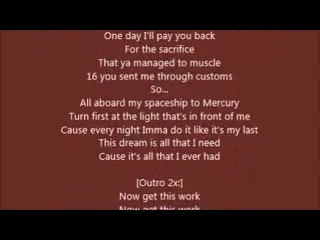 One day I'll pay you back
For the sacrifice
That ya managed to muscle
16 you sent me through customs
So...
All aboard my spaceship to Mercury
Turn first at the light that's in front of me
Cause every night Imma do it like it's my last
This dream is all that I need
Cause it's all that I ever had
[Outro 2x:]
Now get this work
Now get this work